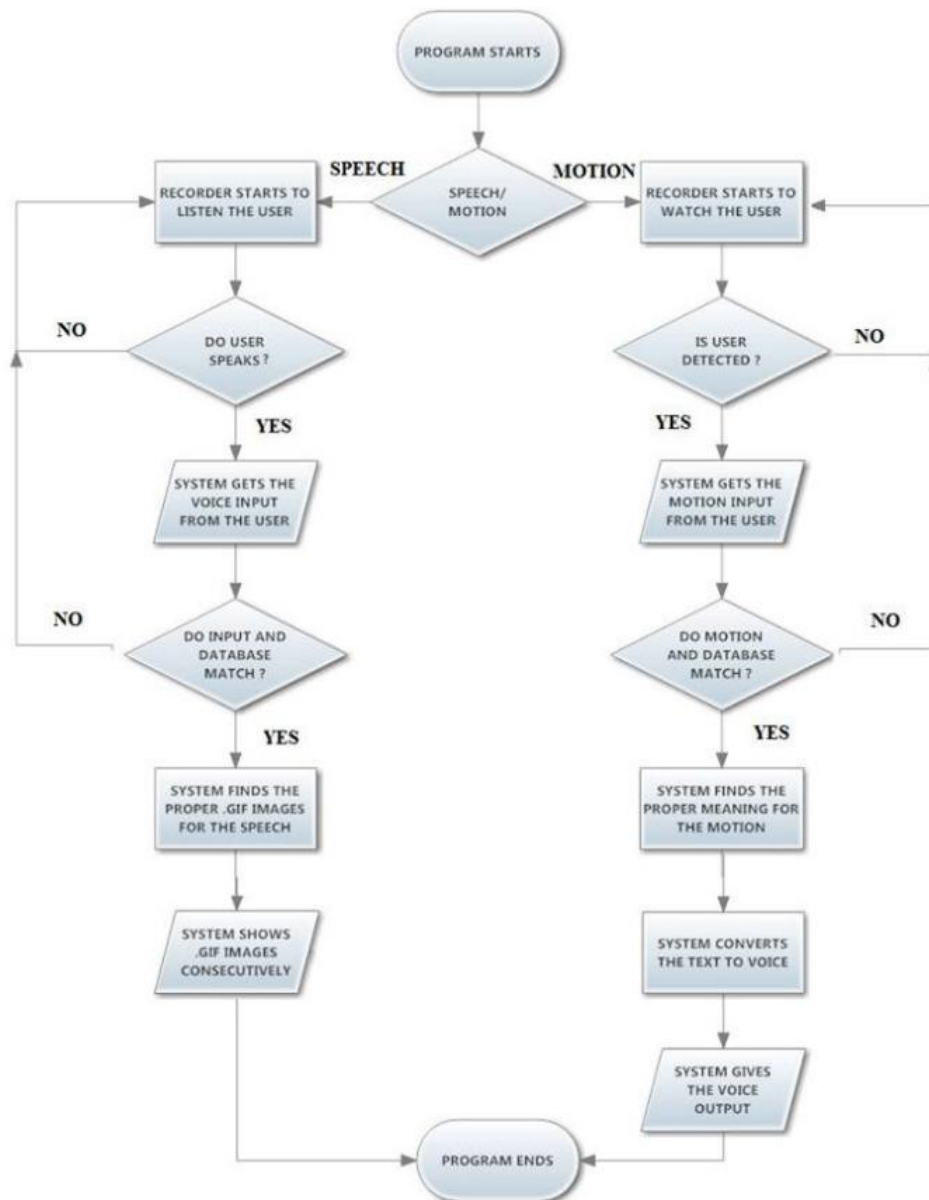 PROGRAM STARTS
SPEECH
SPEECH/
MOTION
MOTION
RECORDER STARTS TO
LISTEN THE USER
RECORDER STARTS TO
WATCH THE USER
NO
DO USER
SPEAKS ?
IS USER
DETECTED ?
NO
YES
YES
SYSTEM GETS THE
VOICE INPUT
FROM THE USER
SYSTEM GETS THE
MOTION INPUT
FROM THE USER
NO
DO INPUT AND
DATABASE
MATCH ?
DO MOTION
AND DATABASE
MATCH ?
NO
YES
YES
SYSTEM FINDS THE
PROPER .GIF IMAGES
FOR THE SPEECH
SYSTEM FINDS THE
PROPER MEANING FOR
THE MOTION
SYSTEM SHOWS
.GIF IMAGES
CONSECUTIVELY
SYSTEM CONVERTS
THE TEXT TO VOICE
SYSTEM GIVES
THE VOICE
OUTPUT
PROGRAM ENDS